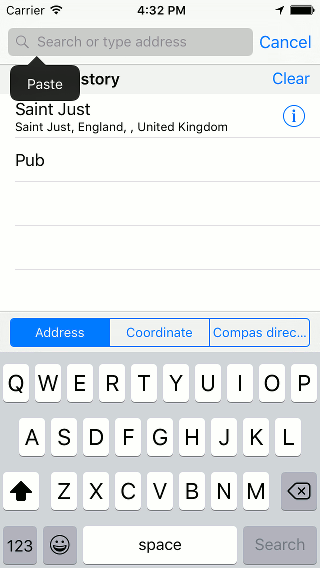 Carrier 4:32 PM
Search or type address Cancel
Paste
story Clear
Saint Just
Saint Just, England, , United Kingdom
i
Pub
Address Coordinate Compas direc...
Q W E R T Y U I O P
A S D F G H J K L
Z X C V B N M
123 space Search